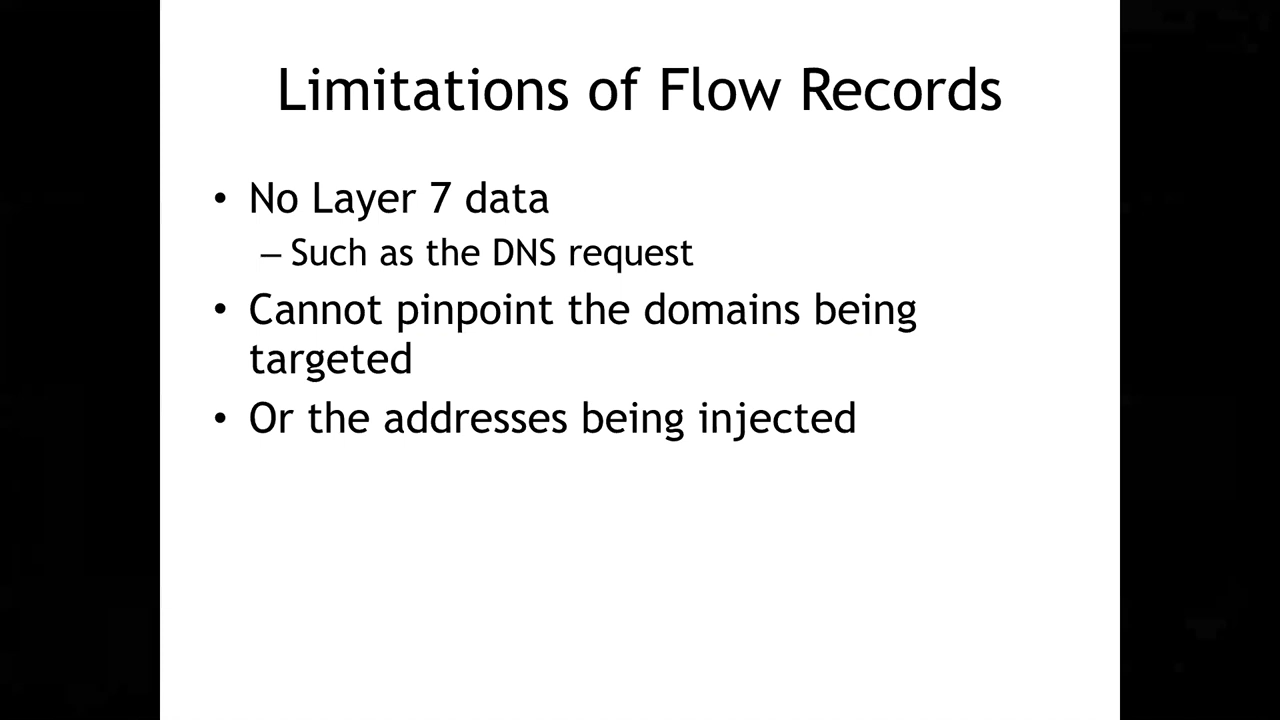 Limitations of Flow Records
• No Layer 7 data
– Such as the DNS request
• Cannot pinpoint the domains being
targeted
• Or the addresses being injected